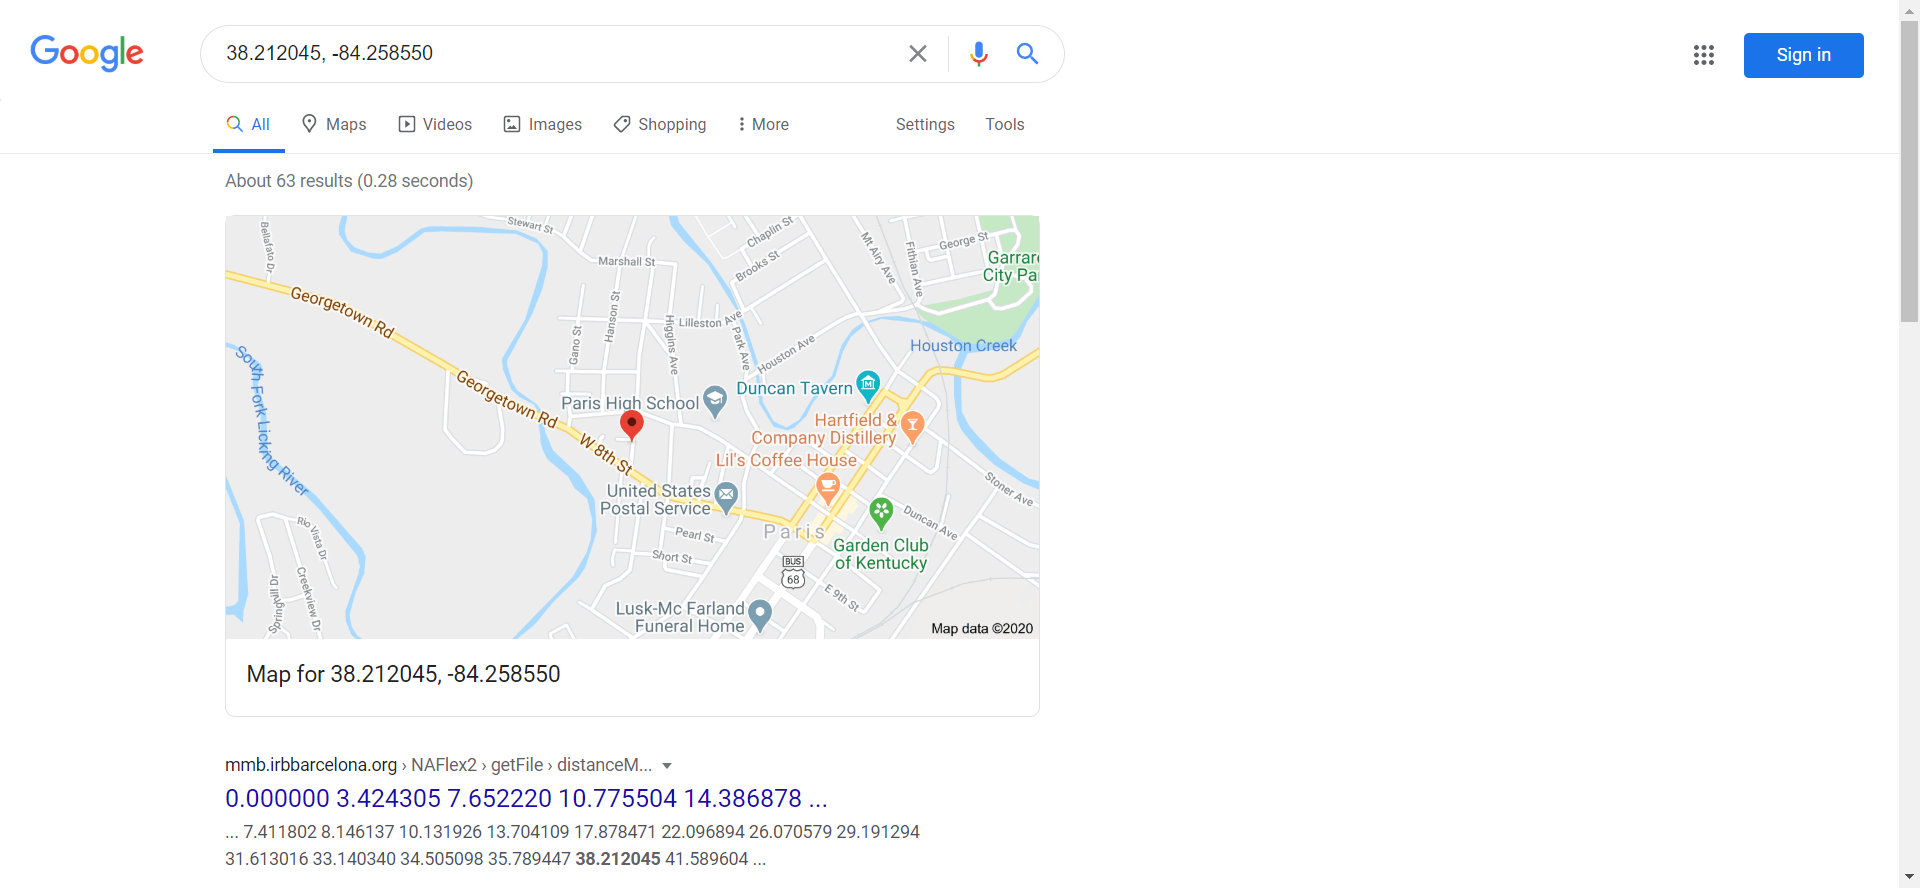 Google
38.212045, -84.258550
Sign in
All
Maps
Videos
Images
Shopping
More
Settings
Tools
About 63 results (0.28 seconds)
Stewart St
Bellafato Dr
Chaplin St
Mt Airy Ave
Fithian Ave
George St
Garrar
City Pa
Marshall St
Brooks St
Georgetown Rd
Hanson St
Higgins Ave
Lilleston Ave
Park Ave
Gano St
Houston Ave
Houston Creek
South Fork Licking River
Georgetown Rd
Duncan Tavern
Paris High School
Hartfield &
Company Distillery
W 8th St
Lil's Coffee House
United States
Postal Service
Stoner Ave
Duncan Ave
Rio Vista Dr
Pearl St
Paris
Garden Club
of Kentucky
Short St
BUS
68
Creekview Dr
Springhill Dr
E 9th St
Lusk-Mc Farland
Funeral Home
Map data ©2020
Map for 38.212045, -84.258550
mmb.irbbarcelona.org › NAFlex2 › getFile › distanceM...
0.000000 3.424305 7.652220 10.775504 14.386878 ...
... 7.411802 8.146137 10.131926 13.704109 17.878471 22.096894 26.070579 29.191294
31.613016 33.140340 34.505098 35.789447 38.212045 41.589604 ...